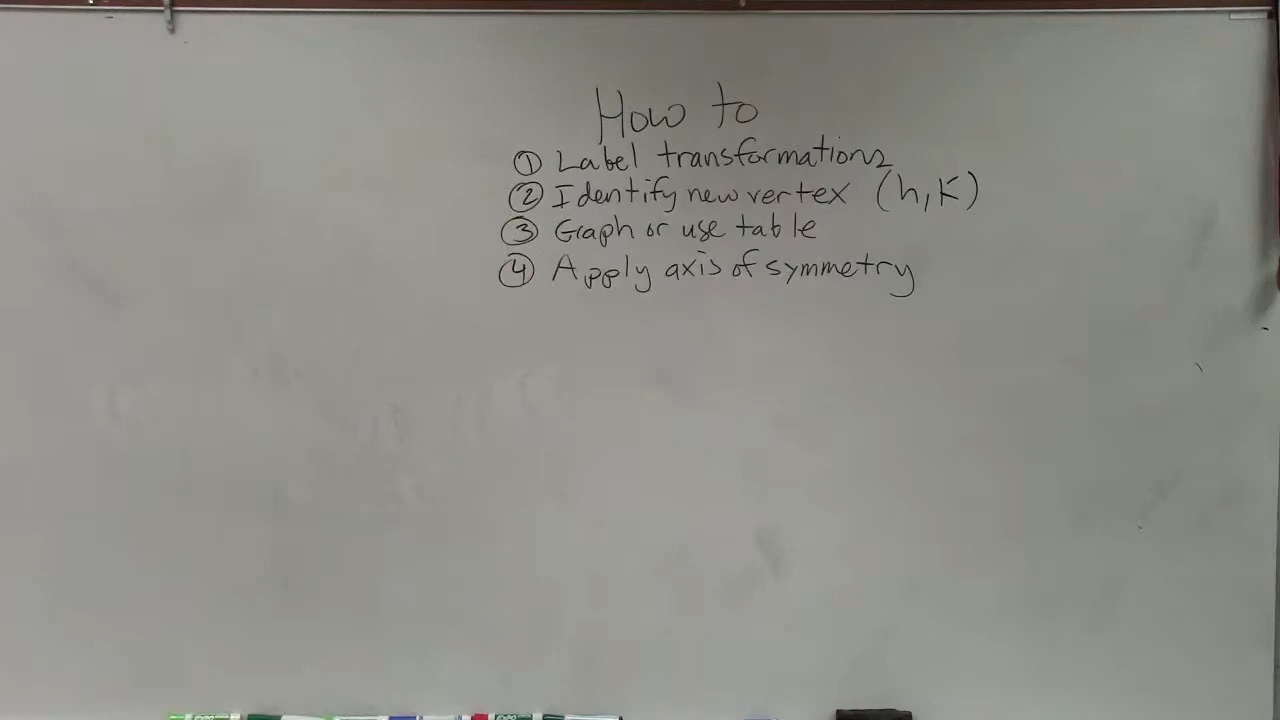 How to
① Label transformations
② Identify new vertex (h,k)
③ Graph or use table
④ Apply axis of symmetry